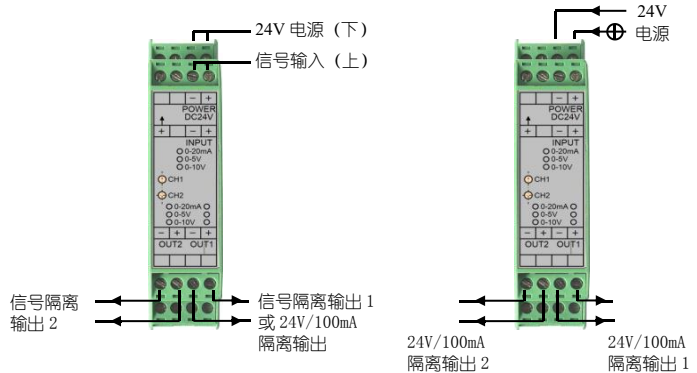 24V 电源（下）
信号输入（上）
- +
POWER
DC24V
+ - +
INPUT
0-20mA
0-5V
0-10V
CH1
CH2
0-20mA
0-5V
0-10V
- + - +
OUT2 OUT1
信号隔离
输出 2
信号隔离输出 1
或 24V/100mA
隔离输出
24V
电源
- +
POWER
DC24V
+ - +
INPUT
0-20mA
0-5V
0-10V
CH1
CH2
0-20mA
0-5V
0-10V
- + - +
OUT2 OUT1
24V/100mA
隔离输出 2
24V/100mA
隔离输出 1